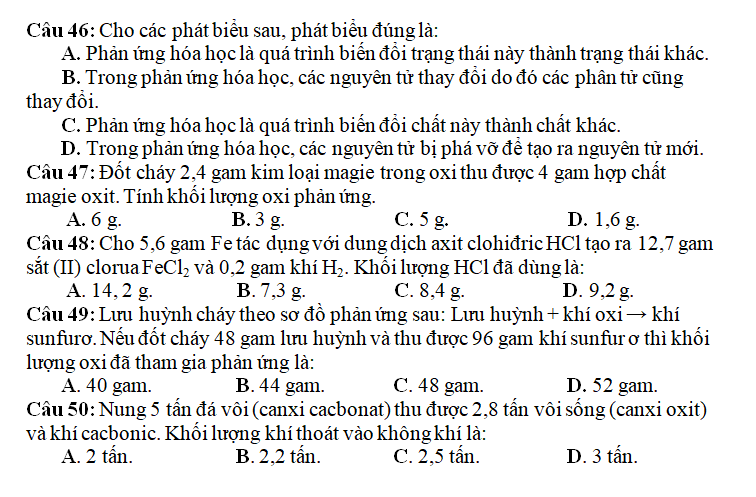 Câu 46: Cho các phát biểu sau, phát biểu đúng là:
A. Phản ứng hóa học là quá trình biến đổi trạng thái này thành trạng thái khác.
B. Trong phản ứng hóa học, các nguyên tử thay đổi do đó các phân tử cũng
thay đổi.
C. Phản ứng hóa học là quá trình biến đổi chất này thành chất khác.
D. Trong phản ứng hóa học, các nguyên tử bị phá vỡ để tạo ra nguyên tử mới.
Câu 47: Đốt cháy 2,4 gam kim loại magie trong oxi thu được 4 gam hợp chất
magie oxit. Tính khối lượng oxi phản ứng.
A. 6 g. B. 3 g. C. 5 g. D. 1,6 g.
Câu 48: Cho 5,6 gam Fe tác dụng với dung dịch axit clohiđric HCl tạo ra 12,7 gam
sắt (II) clorua FeCl₂ và 0,2 gam khí H₂. Khối lượng HCl đã dùng là:
A. 14, 2 g. B. 7,3 g. C. 8,4 g. D. 9,2 g.
Câu 49: Lưu huỳnh cháy theo sơ đồ phản ứng sau: Lưu huỳnh + khí oxi → khí
sunfurơ. Nếu đốt cháy 48 gam lưu huỳnh và thu được 96 gam khí sunfur ơ thì khối
lượng oxi đã tham gia phản ứng là:
A. 40 gam. B. 44 gam. C. 48 gam. D. 52 gam.
Câu 50: Nung 5 tấn đá vôi (canxi cacbonat) thu được 2,8 tấn vôi sống (canxi oxit)
và khí cacbonic. Khối lượng khí thoát vào không khí là:
A. 2 tấn. B. 2,2 tấn. C. 2,5 tấn. D. 3 tấn.